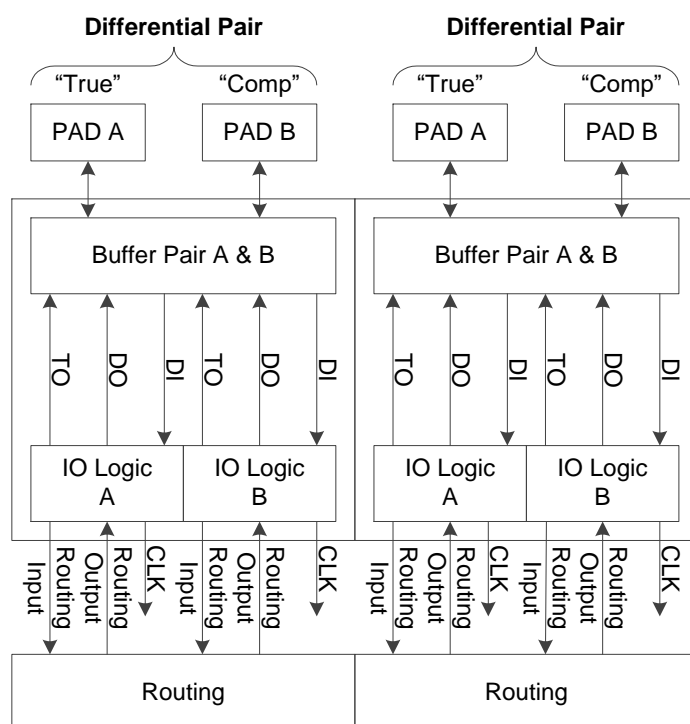 Differential Pair
Differential Pair
“True”
“Comp”
“True”
“Comp”
PAD A
PAD B
PAD A
PAD B
Buffer Pair A & B
Buffer Pair A & B
TO
DO
DI
TO
DO
DI
TO
DO
DI
TO
DO
DI
IO Logic
A
IO Logic
B
IO Logic
A
IO Logic
B
Routing
Input
Routing
Output
CLK
Routing
Input
Routing
Output
CLK
Routing
Input
Routing
Output
CLK
Routing
Input
Routing
Output
CLK
Routing
Routing